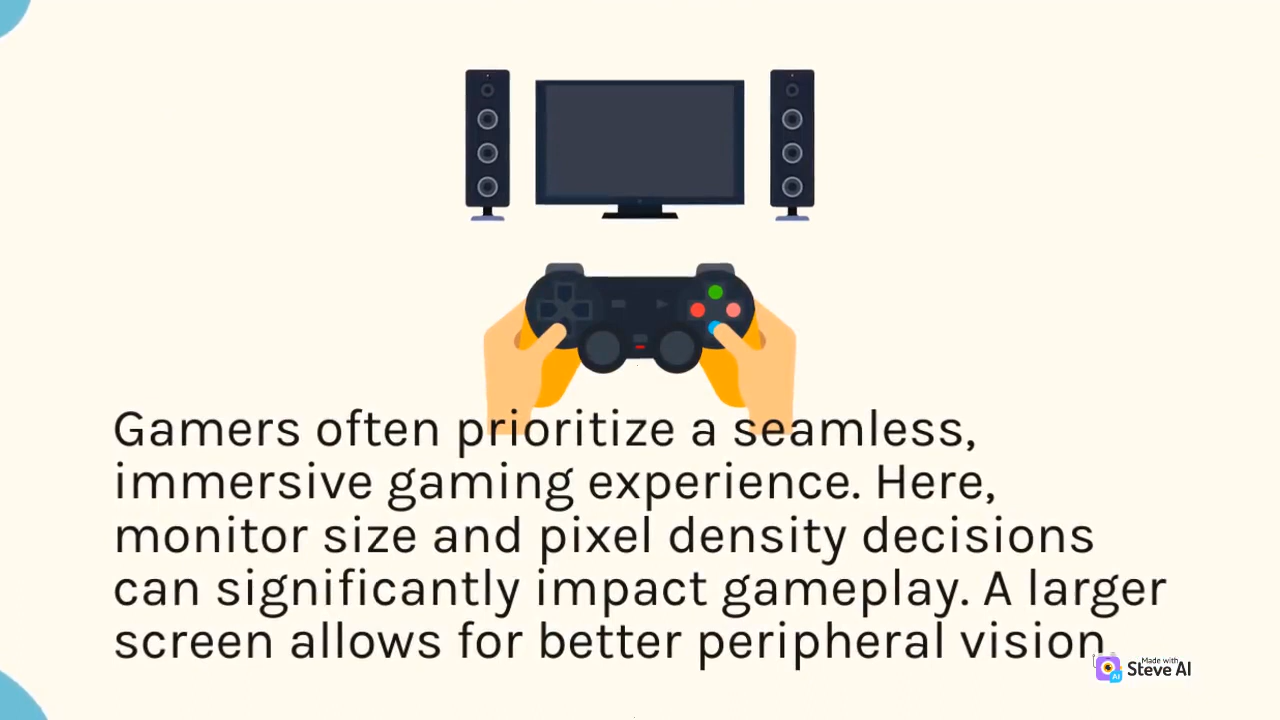 Gamers often prioritize a seamless,
immersive gaming experience. Here,
monitor size and pixel density decisions
can significantly impact gameplay. A larger
screen allows for better peripheral vision
Made with
AI Steve AI